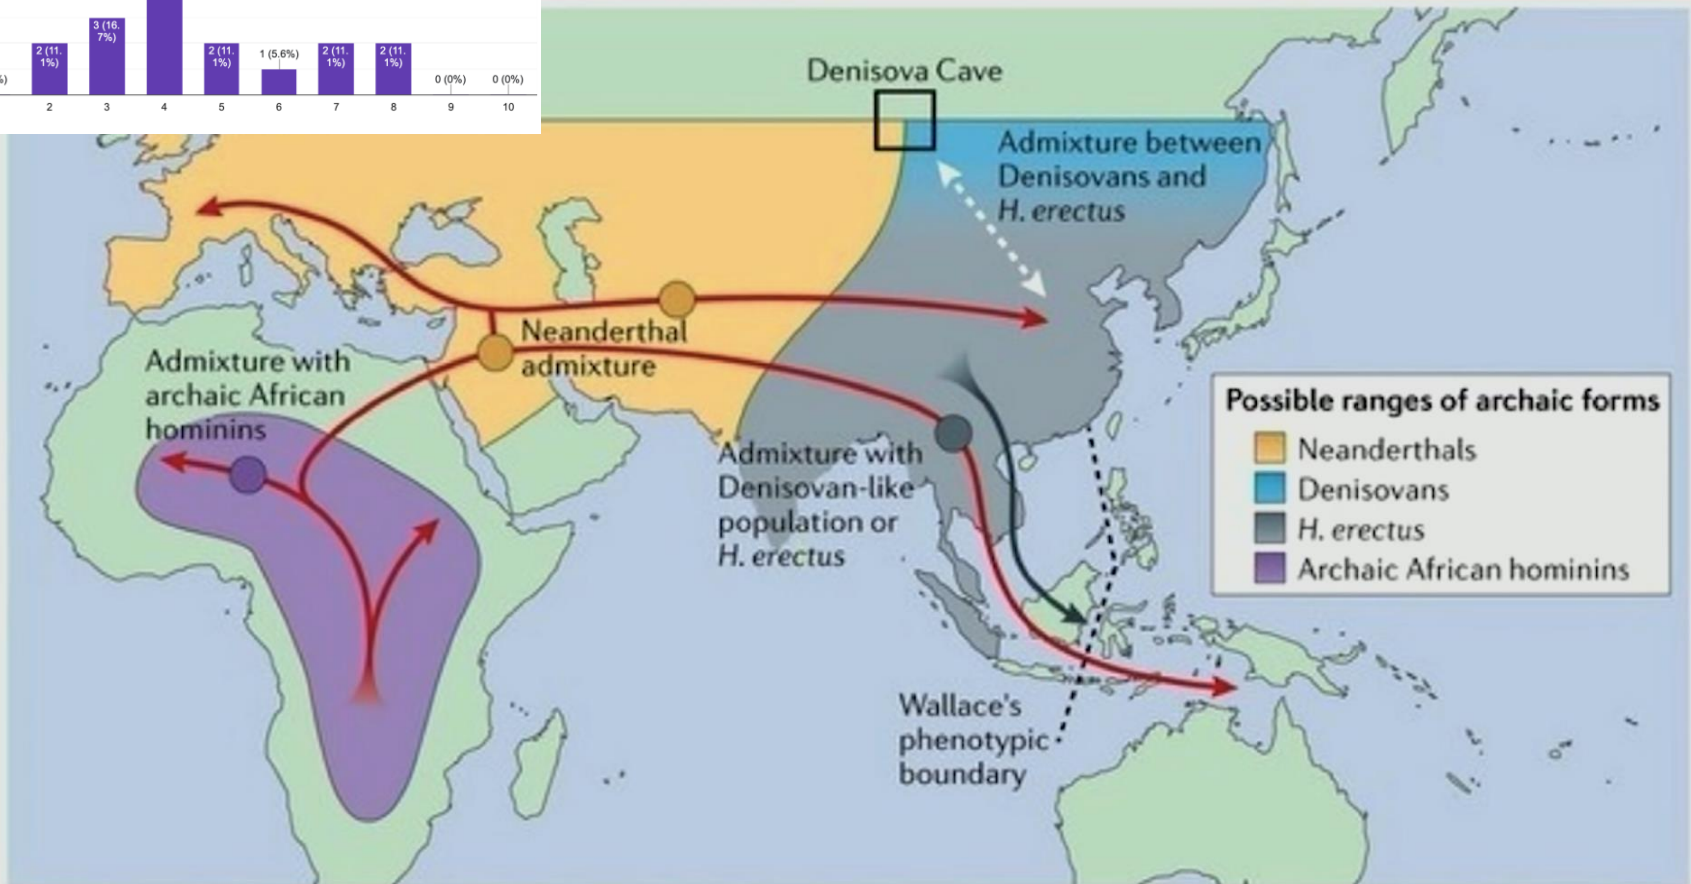 3 (16.
7%)
2 (11.
1%)
2 (11.
1%)
1 (5.6%)
2 (11.
1%)
2 (11.
1%)
%)
0 (0%)
0 (0%)
2
3
4
5
6
7
8
9
10
Denisova Cave
Admixture between
Denisovans and
H. erectus
Neanderthal
admixture
Admixture with
archaic African
hominins
Admixture with
Denisovan-like
population or
H. erectus
Possible ranges of archaic forms
Neanderthals
Denisovans
H. erectus
Archaic African hominins
Wallace's
phenotypic
boundary